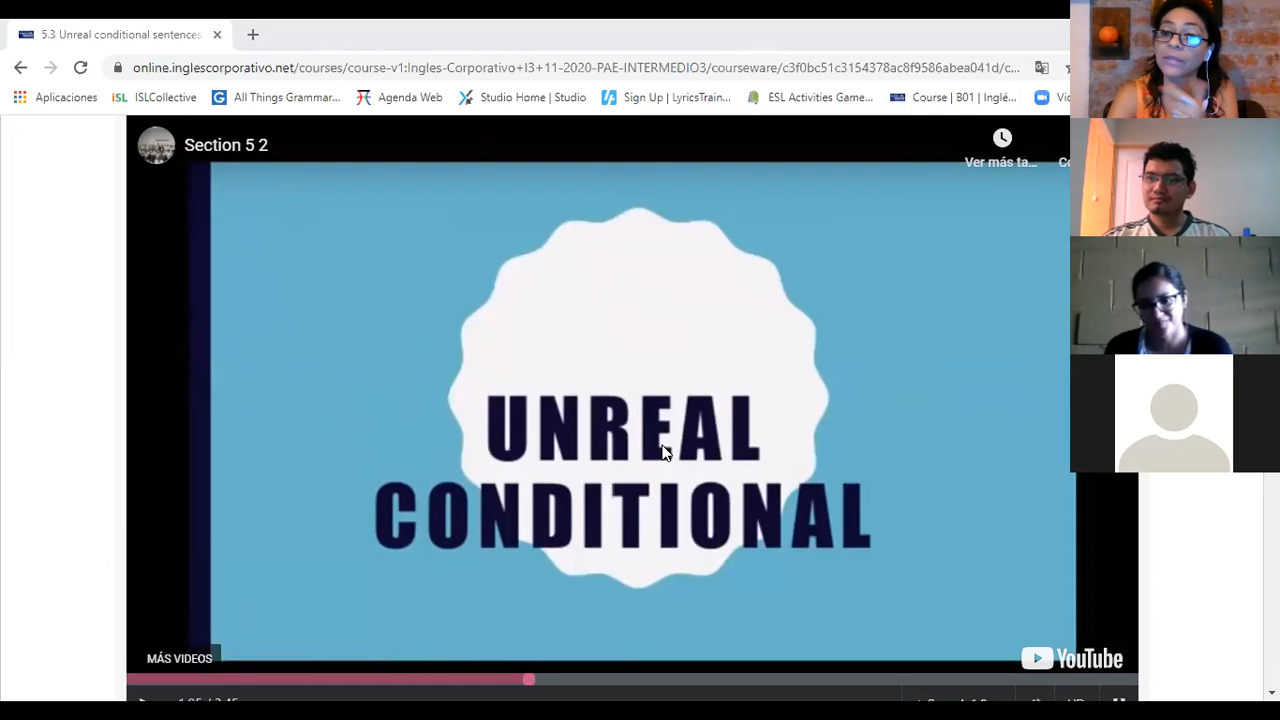 5.3 Unreal conditional sentences
online.inglescorporativo.net/courses/course-v1:Ingles-Corporativo+I3+11-2020-PAE-INTERMEDIO3/courseware/c3f0bc51c3154378ac8f9586abea041d/c...
Aplicaciones ISLCollective All Things Grammar... Agenda Web Studio Home | Studio Sign Up | LyricsTrain... ESL Activities Game... Course | B01 | Inglé...
Section 5 2
Ver más ta...
UNREAL
CONDITIONAL
MÁS VIDEOS
YouTube